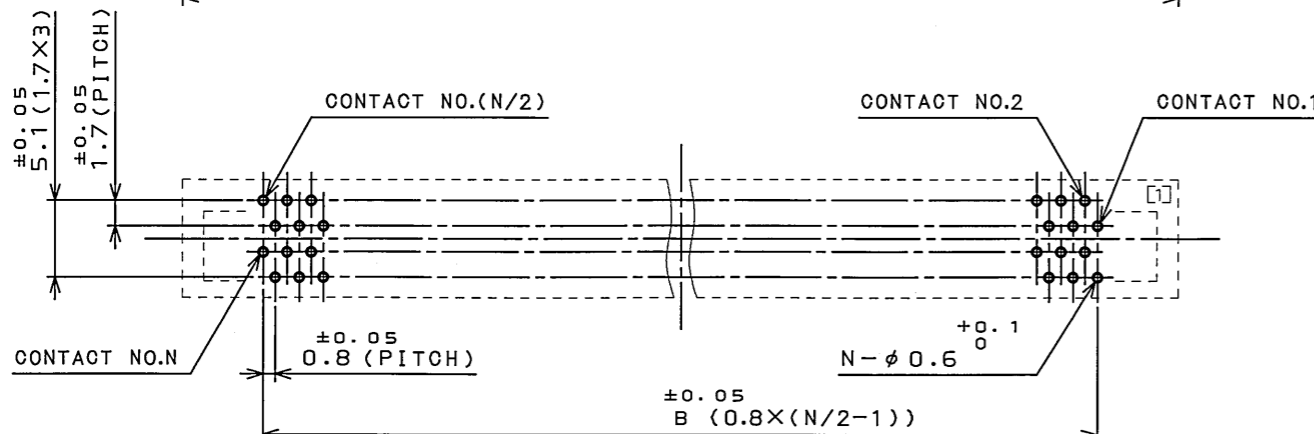 ±0.05
5.1(1.7×3)
±0.05
1.7(PITCH)
CONTACT NO.(N/2)
CONTACT NO.2
CONTACT NO.1
[1]
CONTACT NO.N
±0.05
0.8(PITCH)
+0.1
0
N-φ0.6
±0.05
B (0.8×(N/2-1))